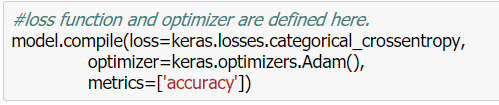 #loss function and optimizer are defined here.
model.compile(loss=keras.losses.categorical_crossentropy,
optimizer=keras.optimizers.Adam(),
metrics=['accuracy'])